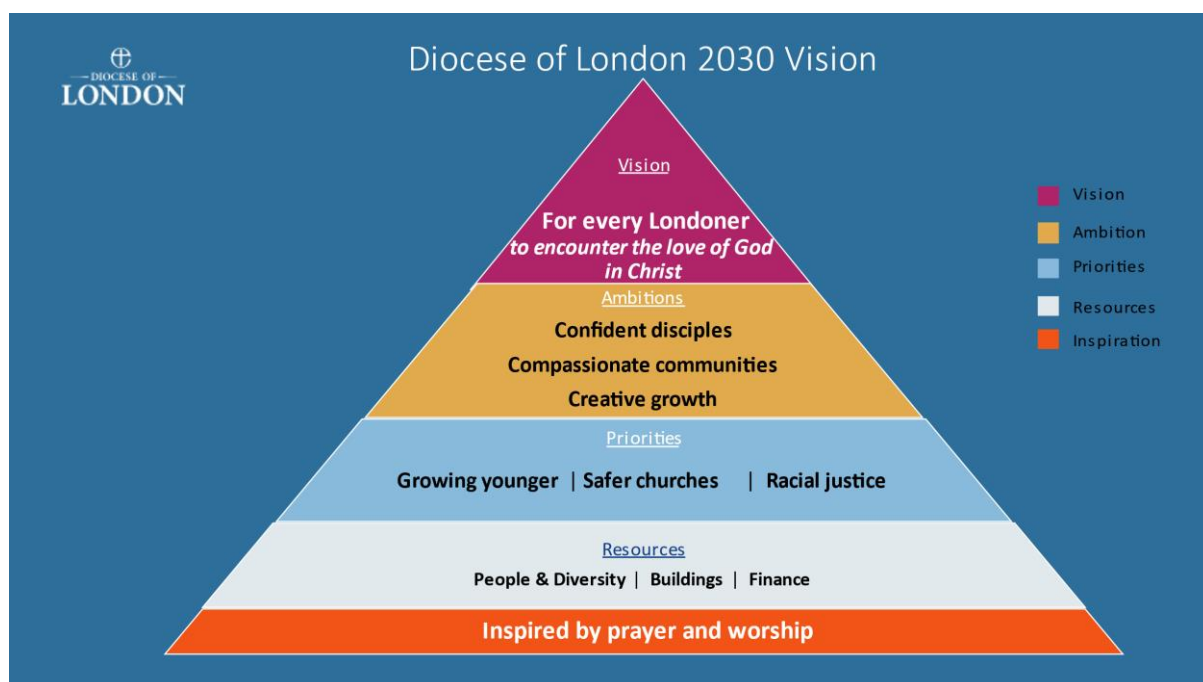 DIOCESE OF
LONDON
Diocese of London 2030 Vision
Vision
For every Londoner
to encounter the love of God
in Christ
Ambitions
Confident disciples
Compassionate communities
Creative growth
Priorities
Growing younger | Safer churches | Racial justice
Resources
People & Diversity | Buildings | Finance
Inspired by prayer and worship
Vision
Ambition
Priorities
Resources
Inspiration